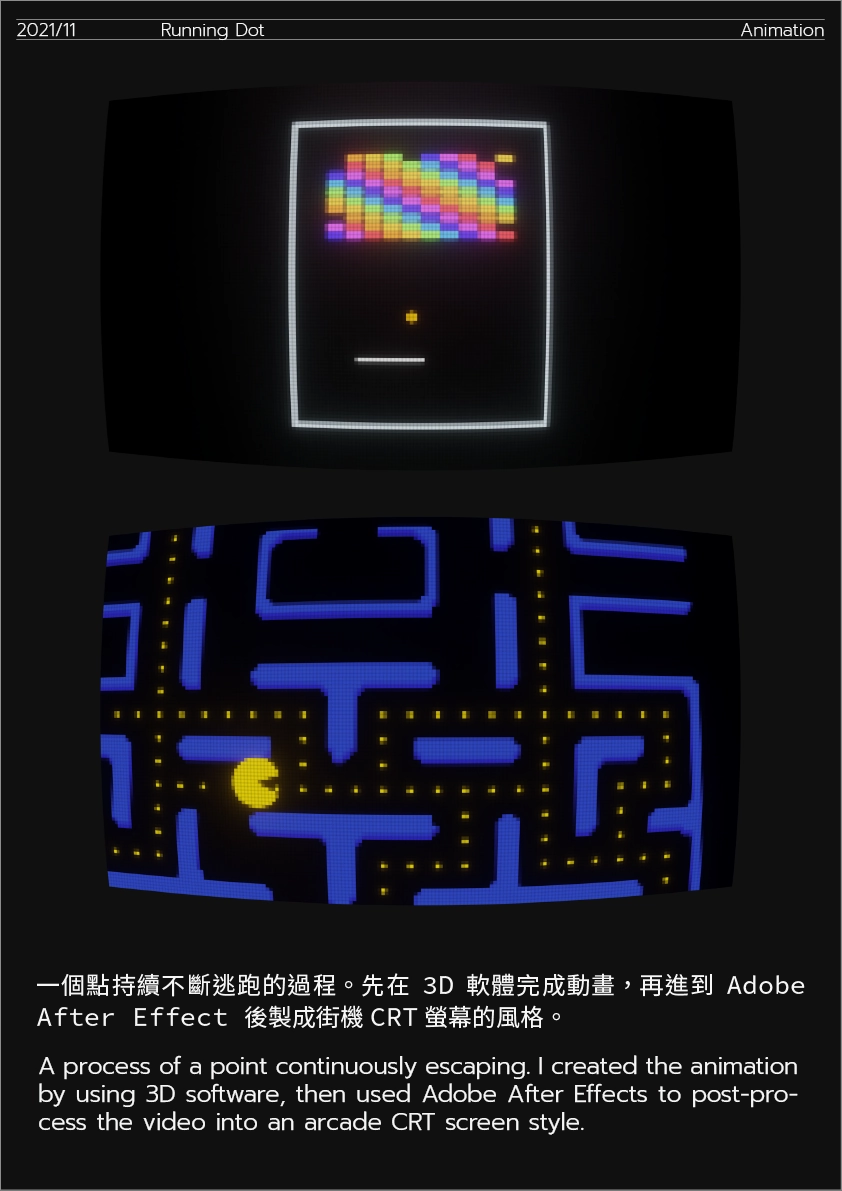 2021/11 Running Dot Animation
一個點持續不斷逃跑的過程。先在 3D 軟體完成動畫，再進到 Adobe
After Effect 後製成街機 CRT 螢幕的風格。
A process of a point continuously escaping. I created the animation
by using 3D software, then used Adobe After Effects to post-pro-
cess the video into an arcade CRT screen style.